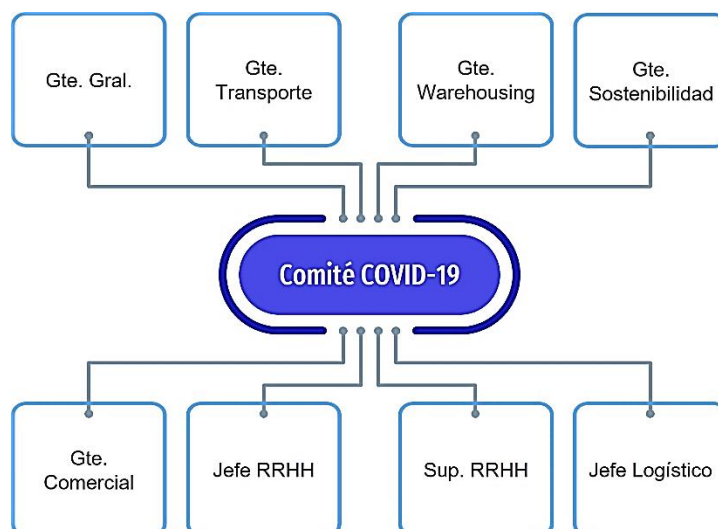 Gte. Gral.
Gte.
Transporte
Gte.
Warehousing
Gte.
Sostenibilidad
Comité COVID-19
Gte.
Comercial
Jefe RRHH
Sup. RRHH
Jefe Logístico